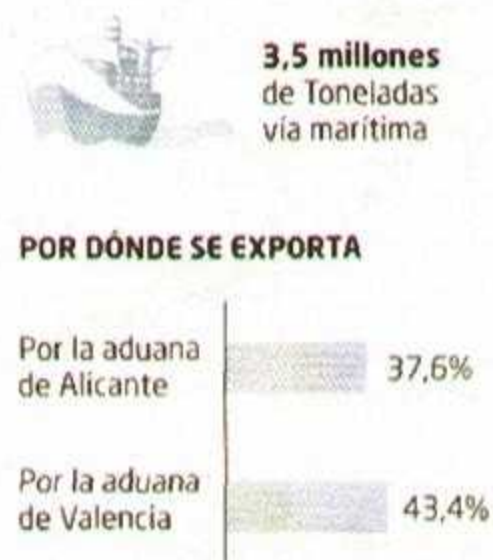 3,5 millones
de Toneladas
vía marítima
POR DÓNDE SE EXPORTA
Por la aduana
de Alicante
37,6%
Por la aduana
de Valencia
43,4%